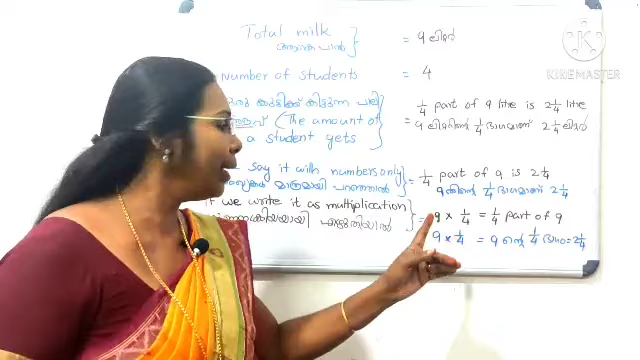 Total milk = 9 ലിറ്റർ
ആകെ പാൽ
Number of students = 4
ഒരു കുട്ടിക്ക് കിട്ടുന്ന പാൽ
(The amount of
a student gets
1/4 part of 9 litre is 2 1/4 litre
= 9 ലിറ്ററിന്റെ 1/4 ഭാഗമാണ് 2 1/4 ലിറ്റർ
say it with numbers only = 1/4 part of 9 is 2 1/4
മാത്രമായി പറഞ്ഞാൽ
9 ന്റെ 1/4 ഭാഗമാണ് 2 1/4
If we write it as multiplication = 9 × 1/4 = 1/4 part of 9
എഴുതിയാൽ
9 × 1/4 = 9 ന്റെ 1/4 ഭാഗം = 2 1/4
KINEMASTER